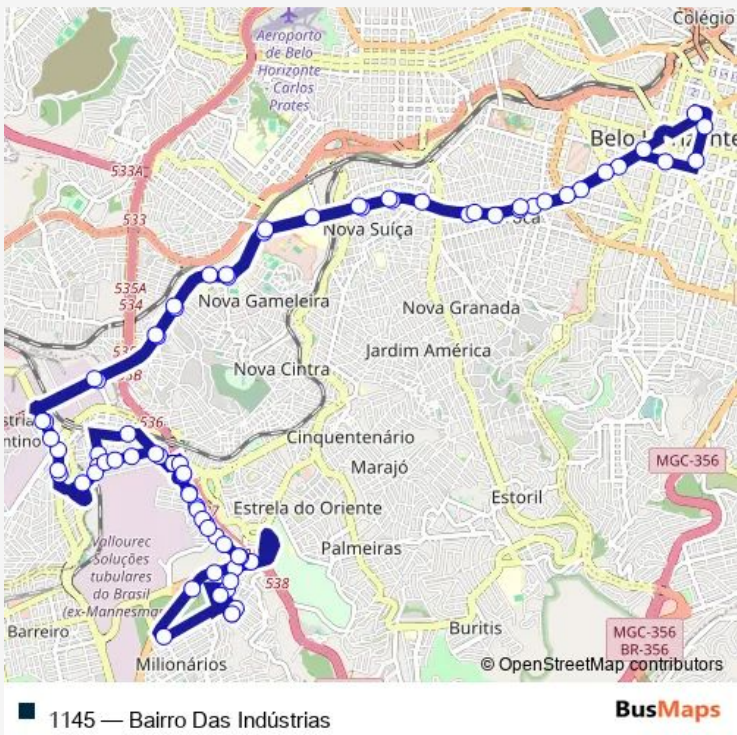 Colégio
Aeroporto
de Belo
Horizonte -
Carlos
Prates
Belo
533A
533
Nova Suíça
535A
534
Nova Gameleira
Nova Granada
Jardim América
Nova Cintra
536
Cinquentenário
MGC-356
Marajó
Estoril
Estrela do Oriente
Vallourec
Soluções
tubulares
do Brasil
(ex-Mannesma
Palmeiras
538
Barreiro
Buritis
MGC-356
BR-356
Milionários
© OpenStreetMap contributors
1145 — Bairro Das Indústrias
BusMaps